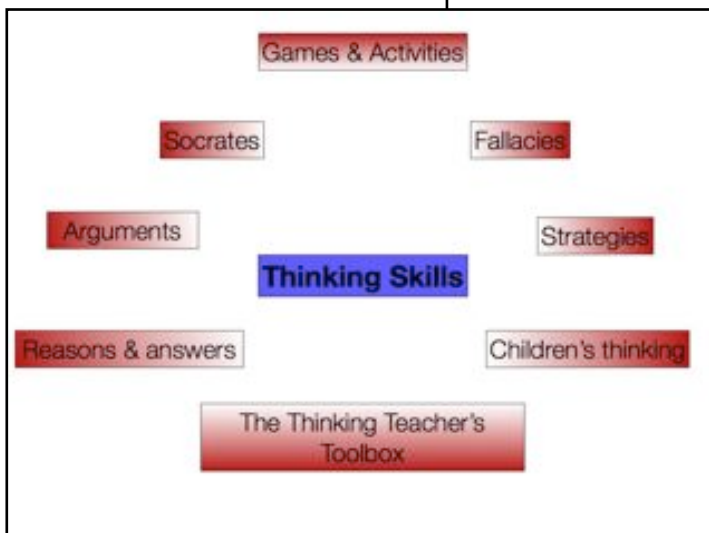 Games & Activities
Socrates
Fallacies
Arguments
Strategies
Thinking Skills
Reasons & answers
Children's thinking
The Thinking Teacher's
Toolbox